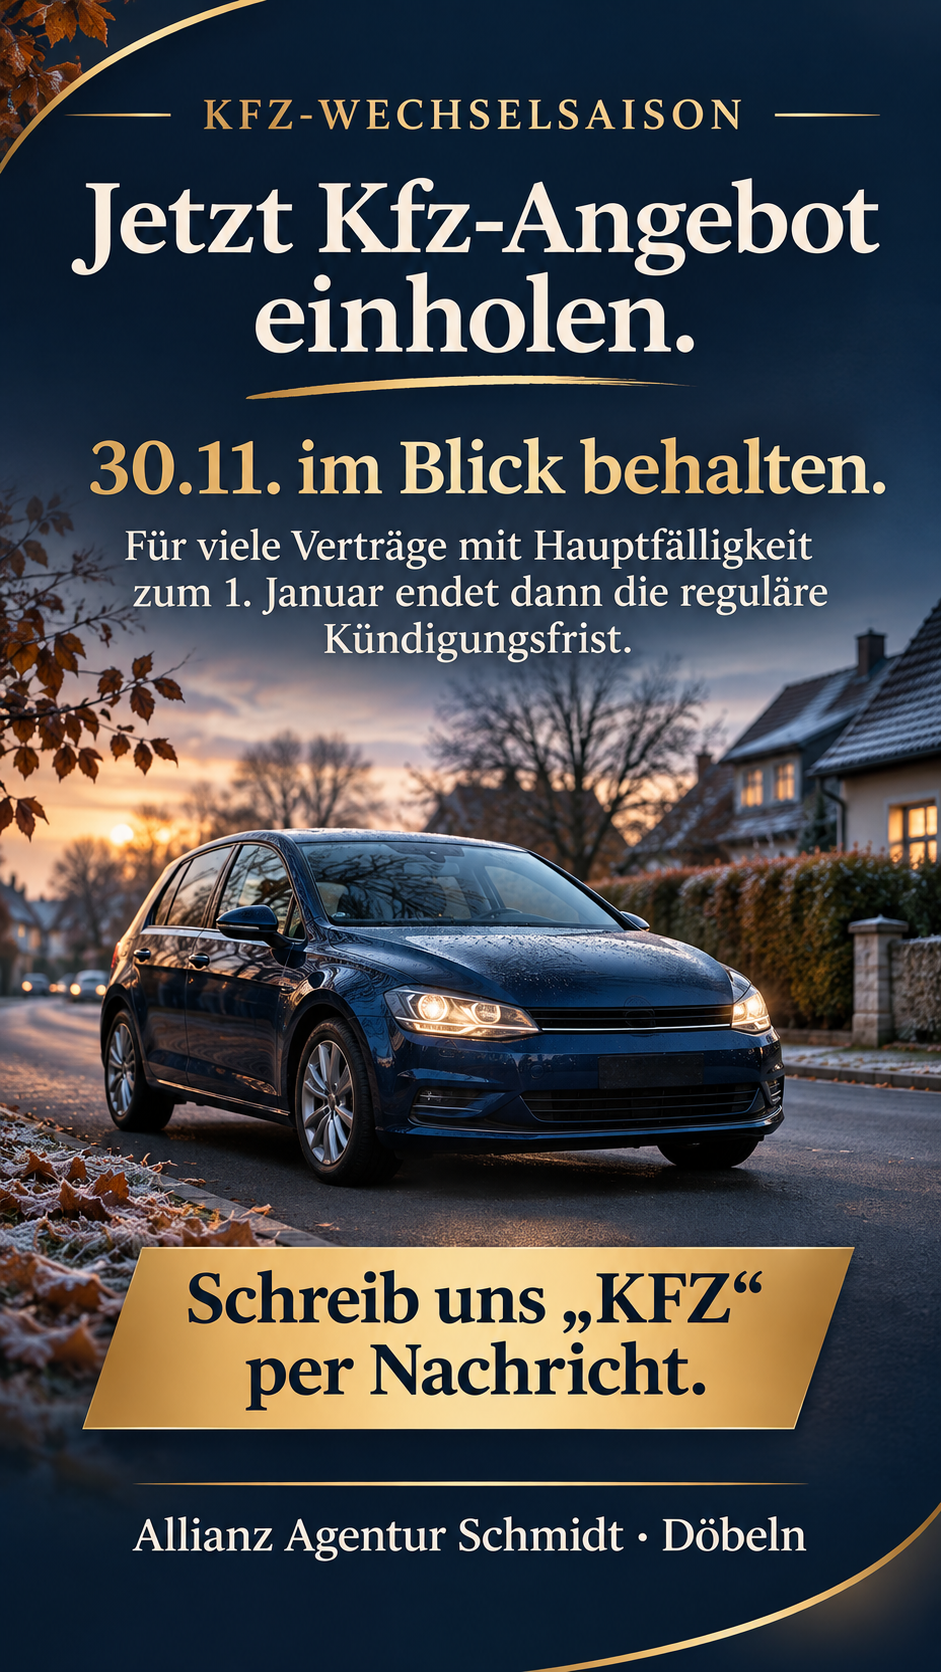 KFZ-WECHSELSAISON
Jetzt Kfz-Angebot
einholen.
30.11. im Blick behalten.
Für viele Verträge mit Hauptfälligkeit
zum 1. Januar endet dann die reguläre
Kündigungsfrist.
Schreib uns „KFZ“
per Nachricht.
Allianz Agentur Schmidt • Döbeln